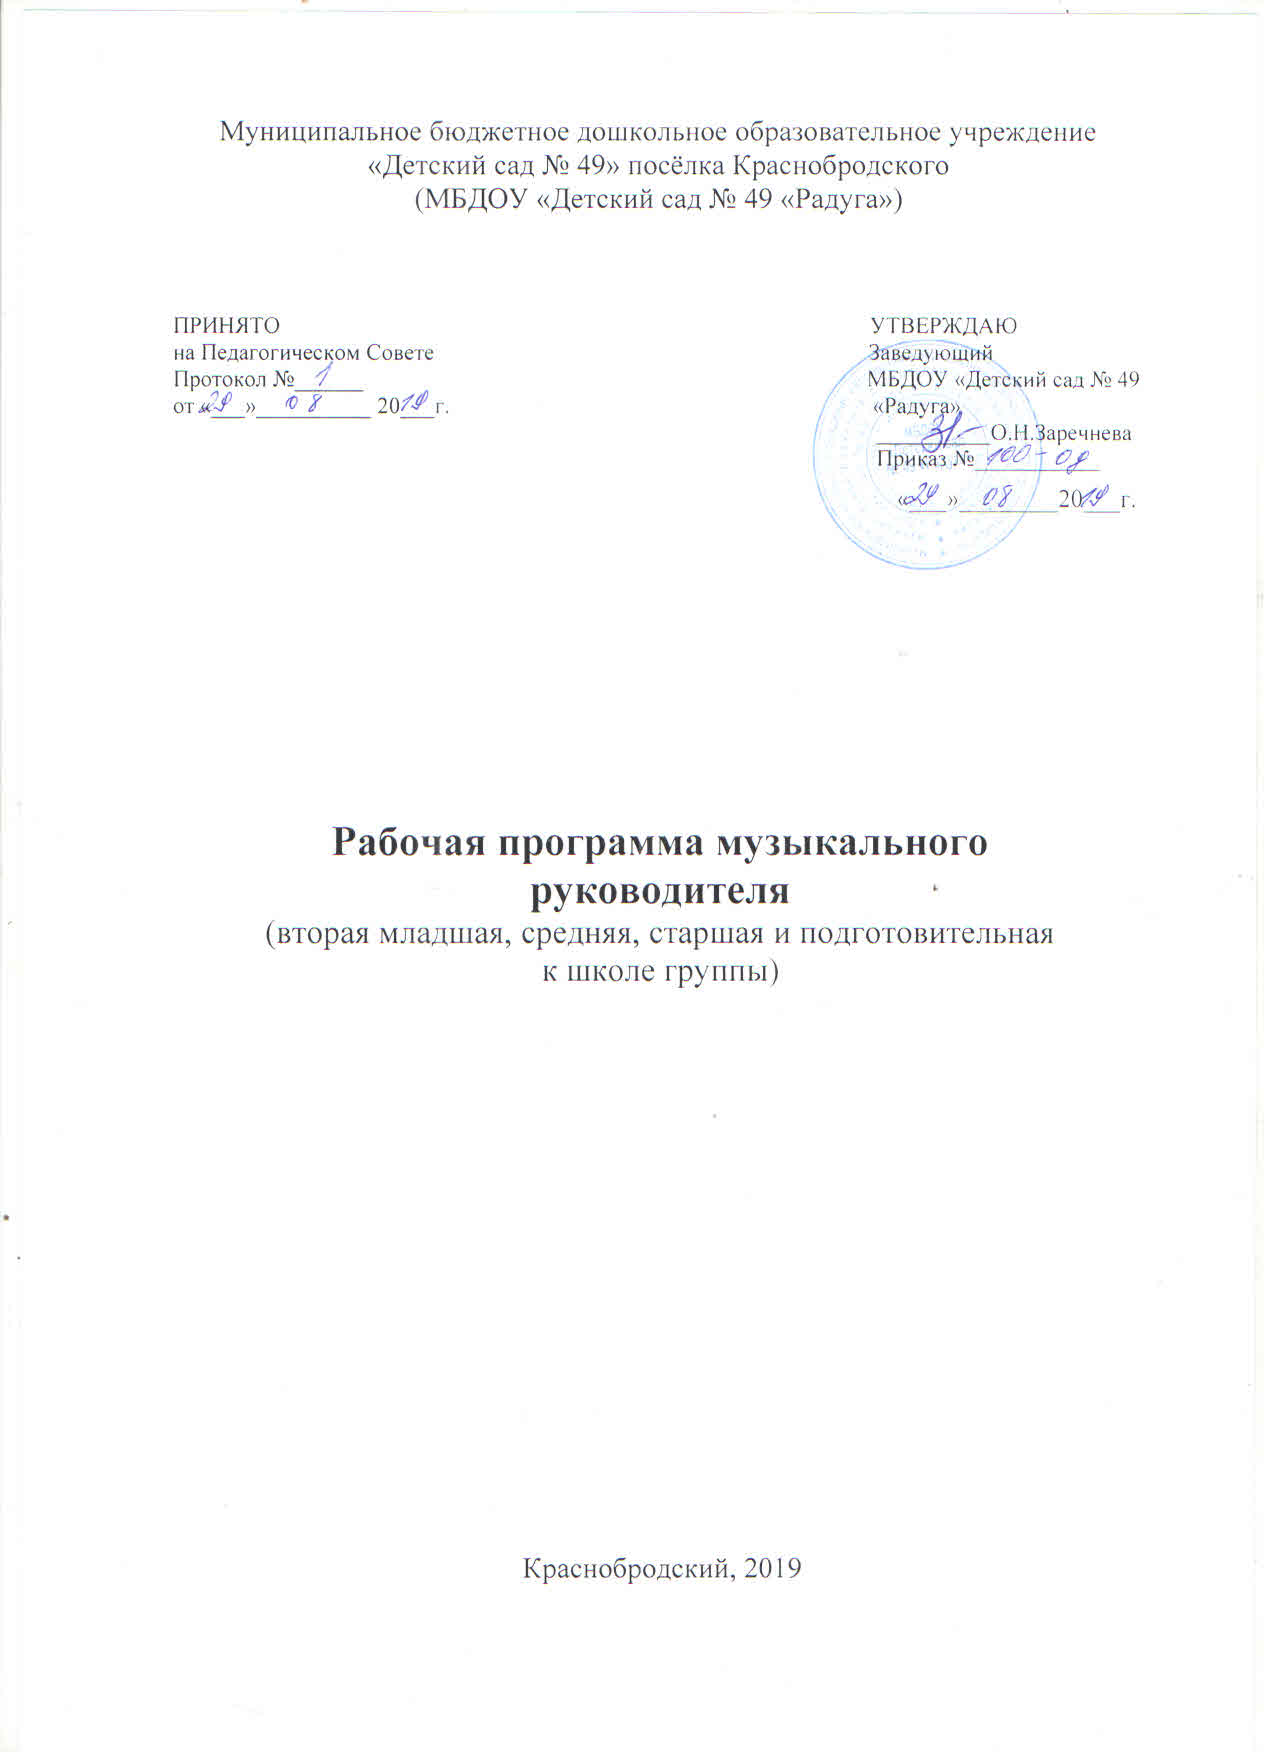 Муниципальное бюджетное дошкольное образовательное учреждение
«Детский сад № 49» посёлка Краснобродского
(МБДОУ «Детский сад № 49 «Радуга»)
ПРИНЯТО
на Педагогическом Совете
Протокол № 1
от «29» 08 2019 г.
УТВЕРЖДАЮ
Заведующий
МБДОУ «Детский сад № 49
«Радуга»
О.Н.Заречнева
Приказ № 100-08
«29» 08 2019 г.
Рабочая программа музыкального
руководителя
(вторая младшая, средняя, старшая и подготовительная
к школе группы)
Краснобродский, 2019